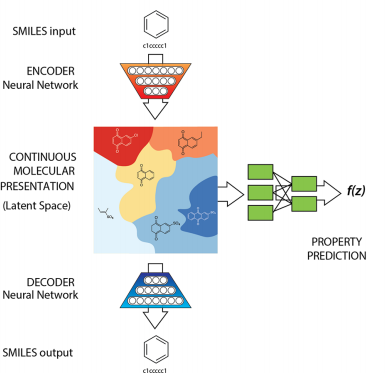 SMILES input
c1ccccc1
ENCODER
Neural Network
CONTINUOUS
MOLECULAR
PRESENTATION
(Latent Space)
f(z)
PROPERTY
PREDICTION
DECODER
Neural Network
SMILES output
c1ccccc1